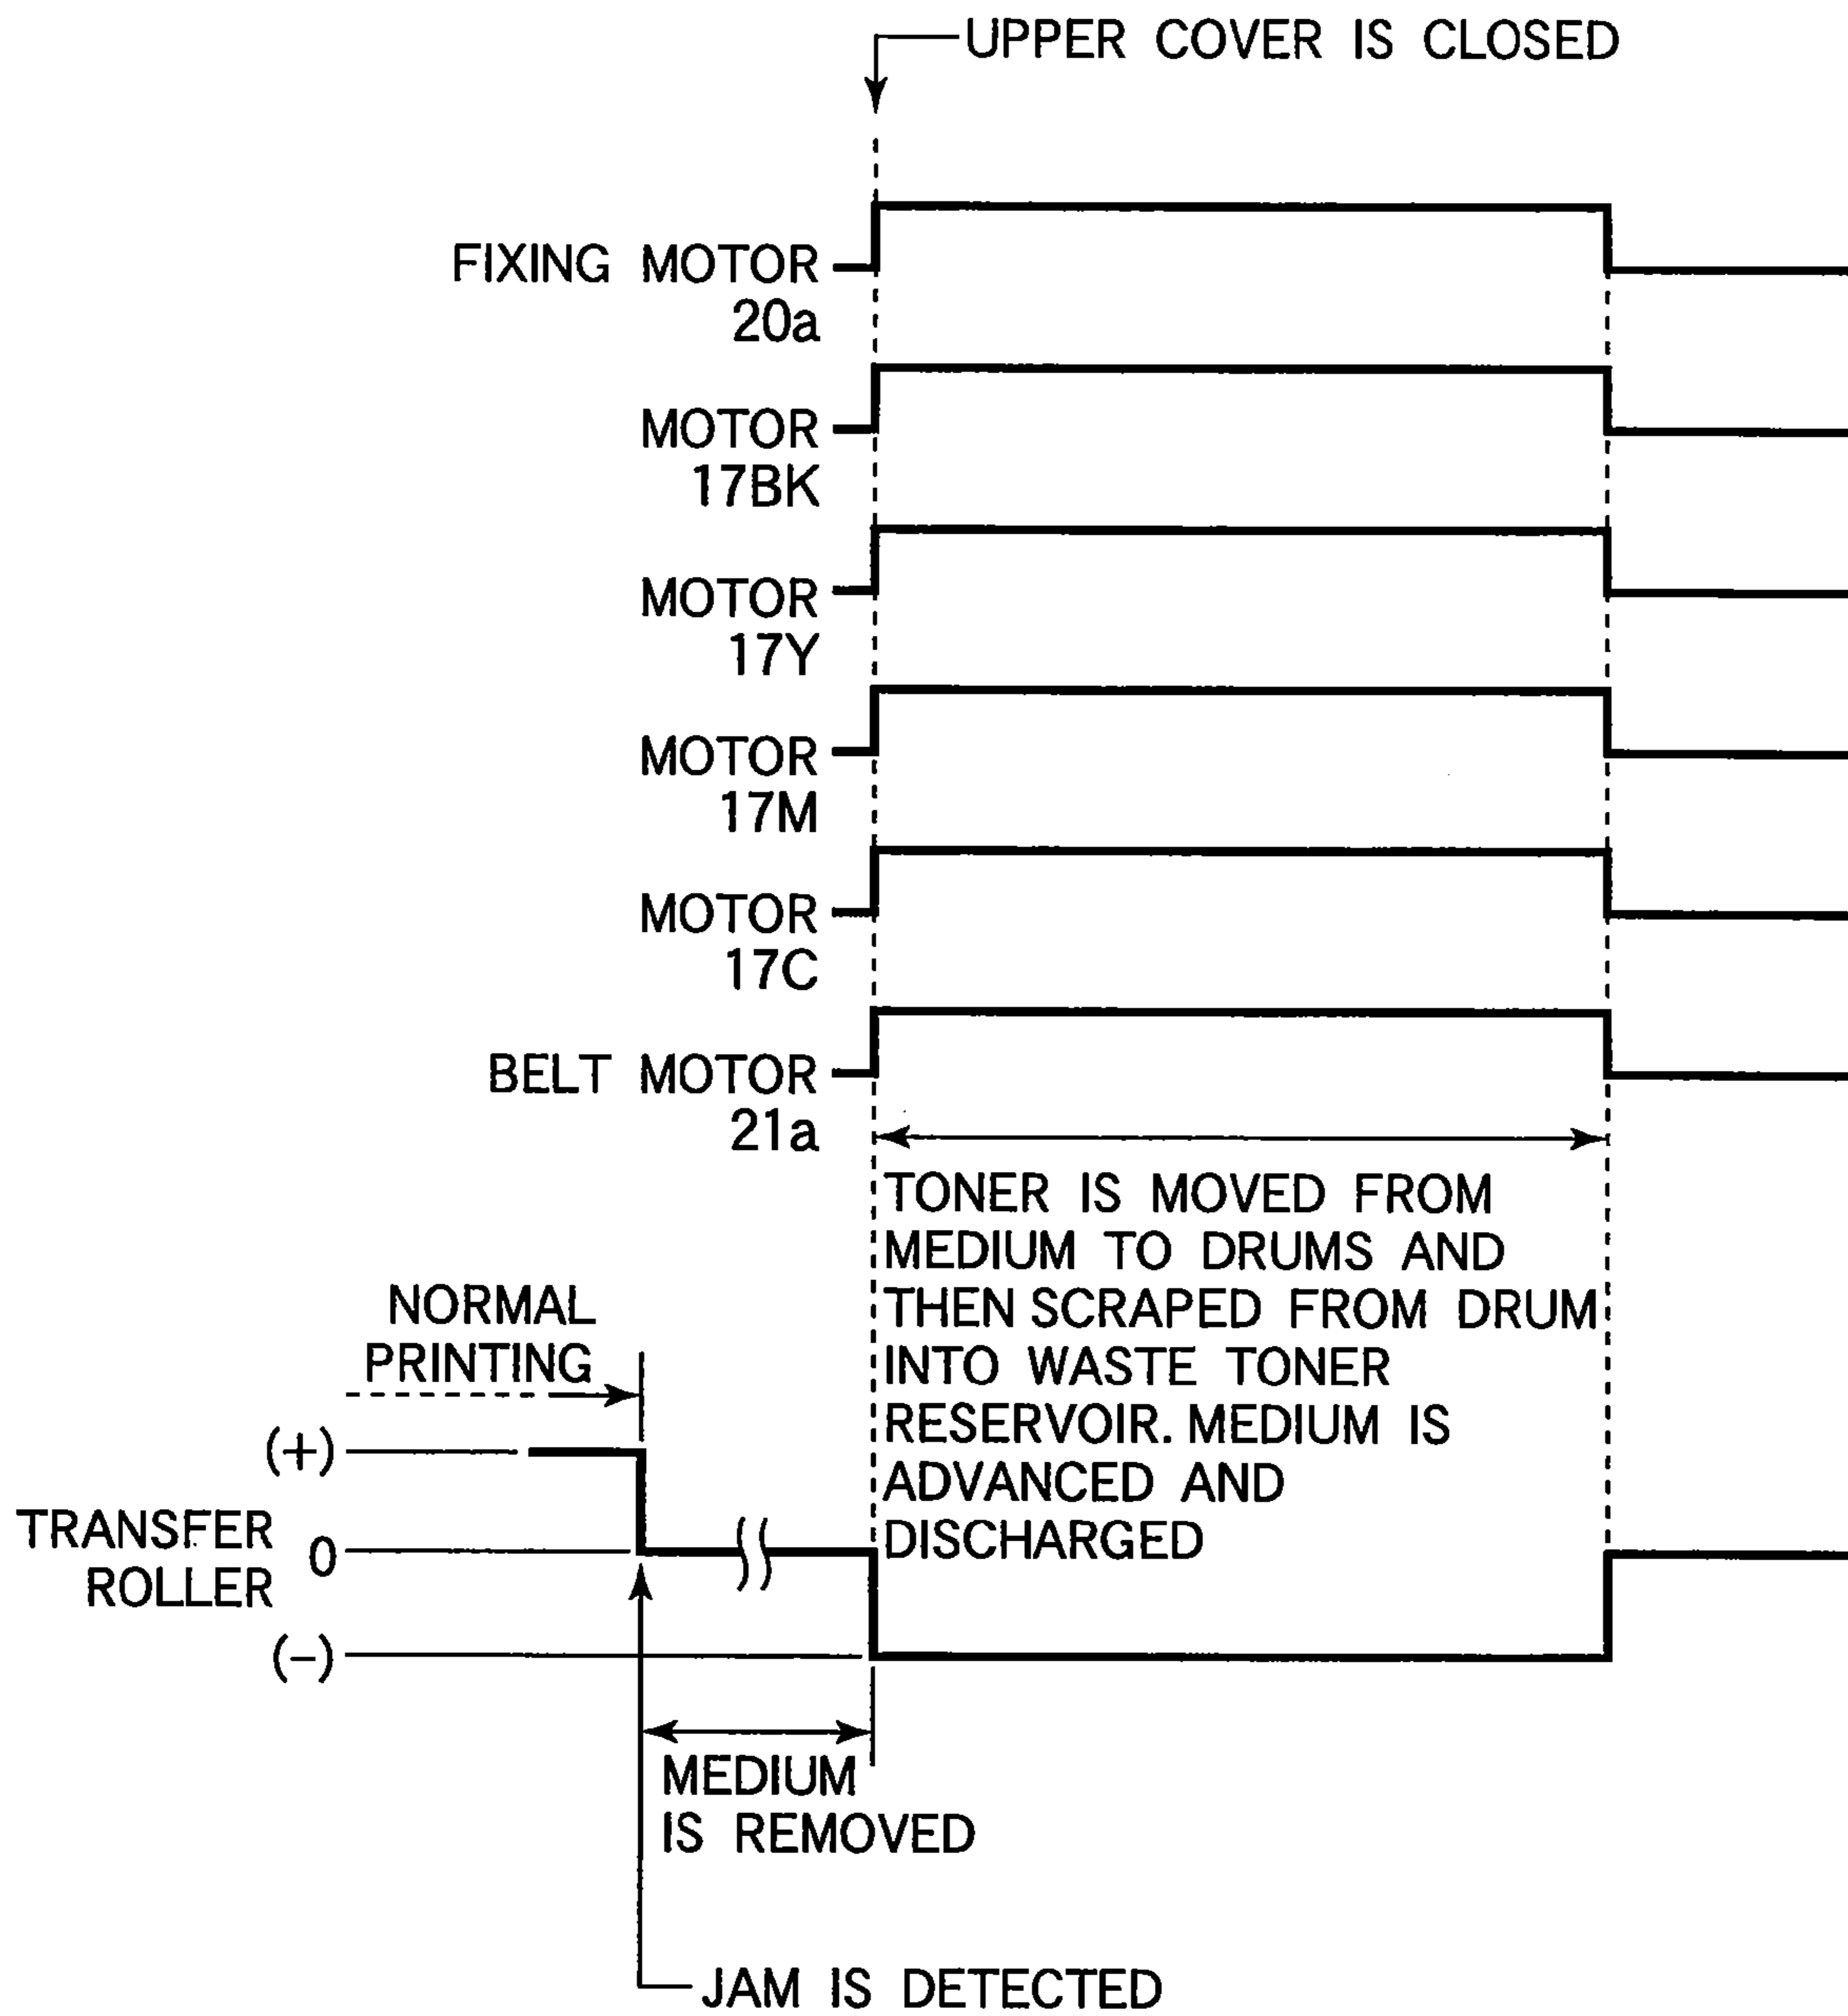 UPPER COVER IS CLOSED
FIXING MOTOR
20a
MOTOR
17BK
MOTOR
17Y
MOTOR
17M
MOTOR
17C
BELT MOTOR
21a
TONER IS MOVED FROM
MEDIUM TO DRUMS AND
THEN SCRAPED FROM DRUM
INTO WASTE TONER
RESERVOIR. MEDIUM IS
ADVANCED AND
DISCHARGED
NORMAL
PRINTING
(+)
TRANSFER
ROLLER
0
(-)
MEDIUM
IS REMOVED
JAM IS DETECTED